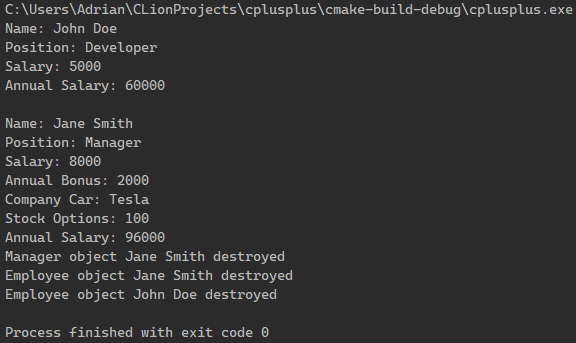 C:\Users\Adrian\CLionProjects\cplusplus\cmake-build-debug\cplusplus.exe
Name: John Doe
Position: Developer
Salary: 5000
Annual Salary: 60000

Name: Jane Smith
Position: Manager
Salary: 8000
Annual Bonus: 2000
Company Car: Tesla
Stock Options: 100
Annual Salary: 96000
Manager object Jane Smith destroyed
Employee object Jane Smith destroyed
Employee object John Doe destroyed

Process finished with exit code 0